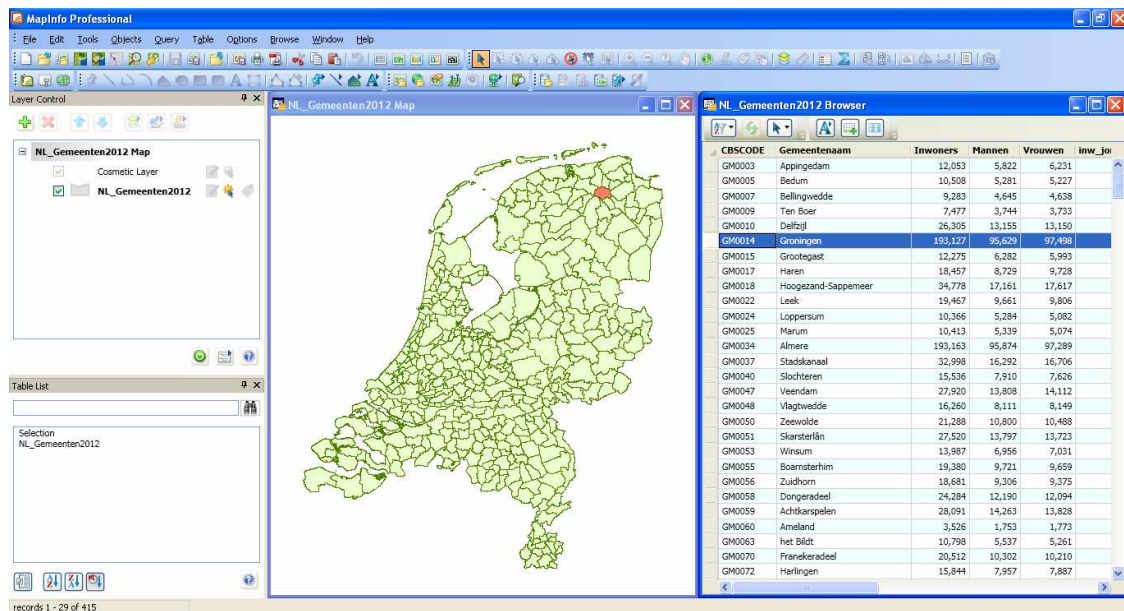 MapInfo Professional
File Edit Tools Objects Query Table Options Browse Window Help
Layer Control
NL_Gemeenten2012 Map
Cosmetic Layer
NL_Gemeenten2012
Table List
Selection
NL_Gemeenten2012
records 1 - 29 of 415
NL_Gemeenten2012 Map
NL_Gemeenten2012 Browser
CBSCODE Gemeentenaam Inwoners Mannen Vrouwen inw_jon
GM0003 Appingedam 12,053 5,822 6,231
GM0005 Bedum 10,508 5,281 5,227
GM0007 Bellingwedde 9,283 4,645 4,638
GM0009 Ten Boer 7,477 3,744 3,733
GM0010 Delfzijl 26,305 13,155 13,150
GM0014 Groningen 193,127 95,629 97,498
GM0015 Grootegast 12,275 6,282 5,993
GM0017 Haren 18,457 8,729 9,728
GM0018 Hoogezand-Sappemeer 34,778 17,161 17,617
GM0022 Leek 19,467 9,661 9,806
GM0024 Loppersum 10,366 5,284 5,082
GM0025 Marum 10,413 5,339 5,074
GM0034 Almere 193,163 95,874 97,289
GM0037 Stadskanaal 32,998 16,292 16,706
GM0040 Slochteren 15,536 7,910 7,626
GM0047 Veendam 27,920 13,808 14,112
GM0048 Vlagtwedde 16,260 8,111 8,149
GM0050 Zeewolde 21,288 10,800 10,488
GM0051 Skarsterlân 27,520 13,797 13,723
GM0053 Winsum 13,987 6,956 7,031
GM0055 Boarnsterhim 19,380 9,721 9,659
GM0056 Zuidhorn 18,681 9,306 9,375
GM0058 Dongeradeel 24,284 12,190 12,094
GM0059 Achtkarspelen 28,091 14,263 13,828
GM0060 Ameland 3,526 1,753 1,773
GM0063 het Bildt 10,798 5,537 5,261
GM0070 Franekeradeel 20,512 10,302 10,210
GM0072 Harlingen 15,844 7,957 7,887